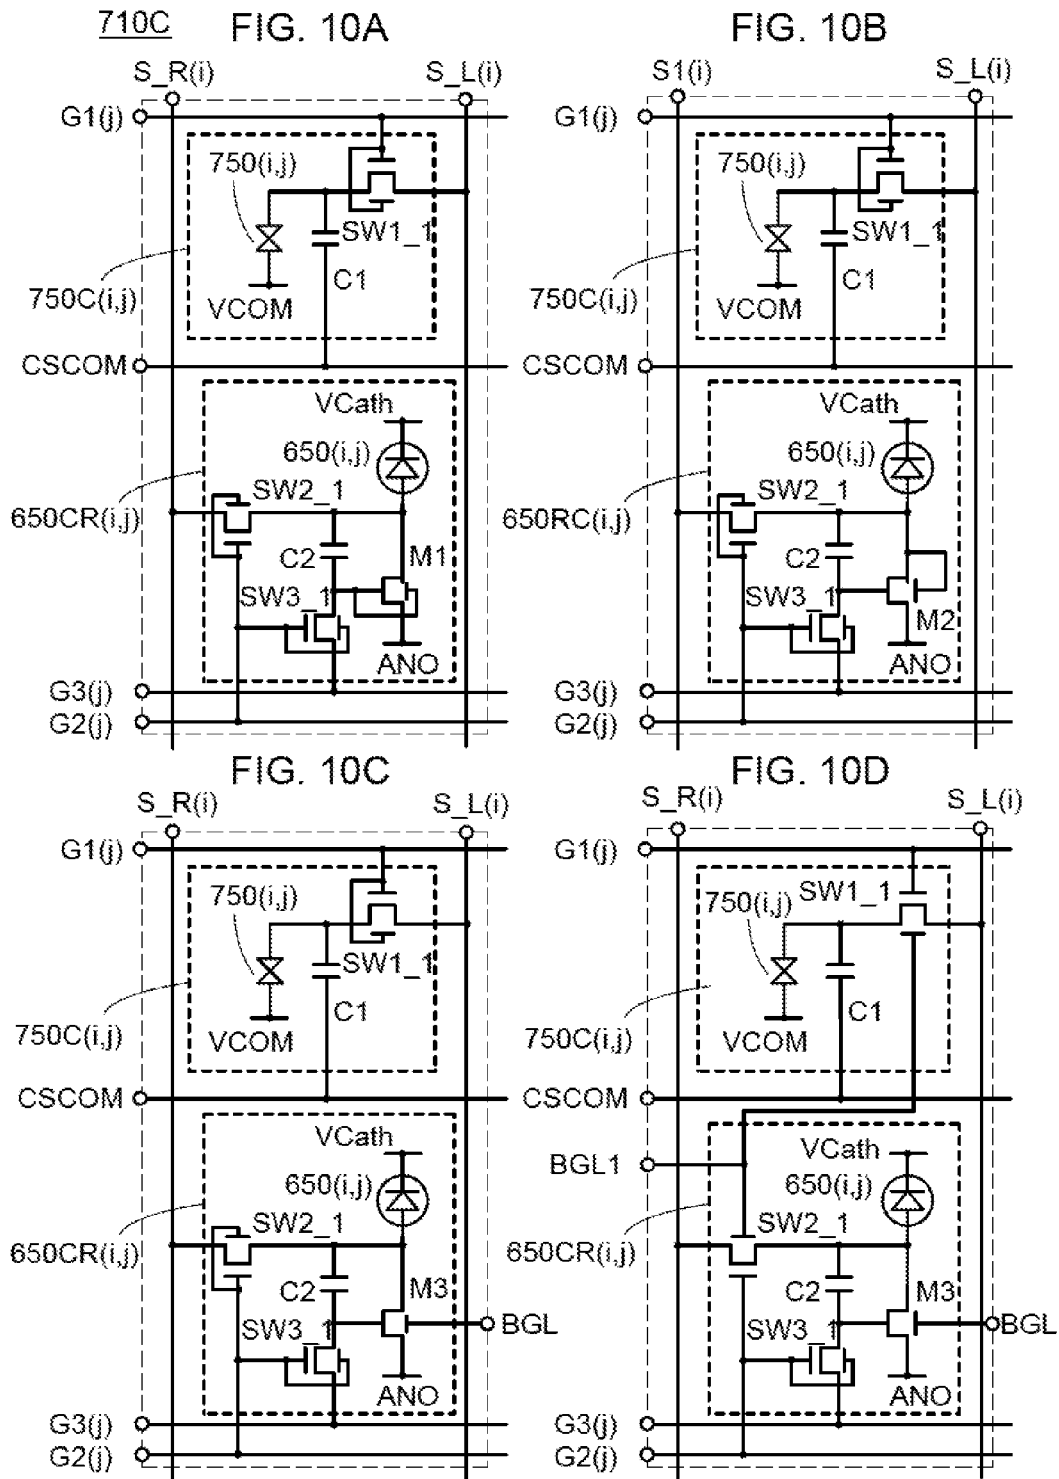 710C
FIG. 10A
S_R(i)
S_L(i)
G1(j)
750(i,j)
SW1_1
C1
750C(i,j)
VCOM
CSCOM
VCath
650(i,j)
SW2_1
650CR(i,j)
C2
M1
SW3_1
ANO
G3(j)
G2(j)
FIG. 10B
S1(i)
S_L(i)
G1(j)
750(i,j)
SW1_1
C1
750C(i,j)
VCOM
CSCOM
VCath
650(i,j)
SW2_1
650RC(i,j)
C2
SW3_1
M2
ANO
G3(j)
G2(j)
FIG. 10C
S_R(i)
S_L(i)
G1(j)
750(i,j)
SW1_1
C1
750C(i,j)
VCOM
CSCOM
VCath
650(i,j)
SW2_1
650CR(i,j)
C2
M3
SW3_1
BGL
ANO
G3(j)
G2(j)
FIG. 10D
S_R(i)
S_L(i)
G1(j)
SW1_1
750(i,j)
C1
750C(i,j)
VCOM
CSCOM
VCath
BGL1
650(i,j)
SW2_1
650CR(i,j)
C2
M3
SW3_1
BGL
ANO
G3(j)
G2(j)